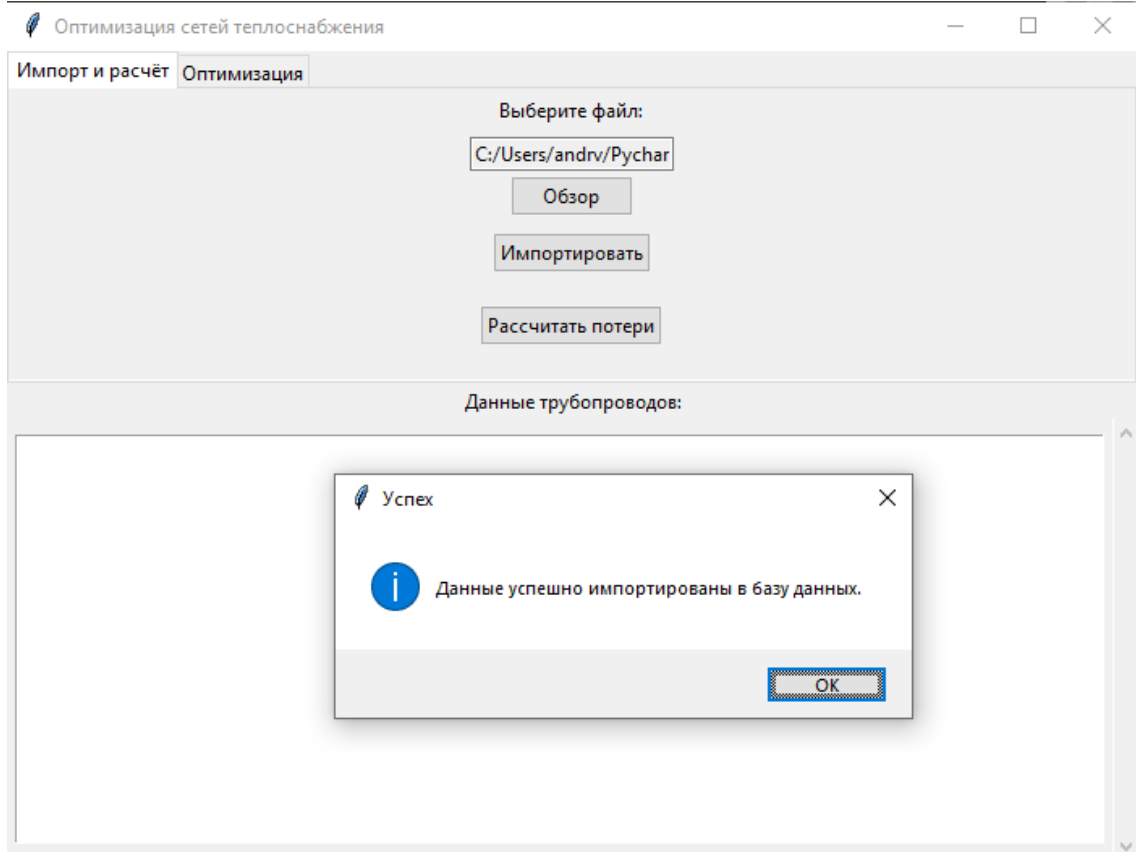 Оптимизация сетей теплоснабжения
Импорт и расчёт Оптимизация
Выберите файл:
C:/Users/andrv/Pychar
Обзор
Импортировать
Рассчитать потери
Данные трубопроводов:
Успех
Данные успешно импортированы в базу данных.
OK